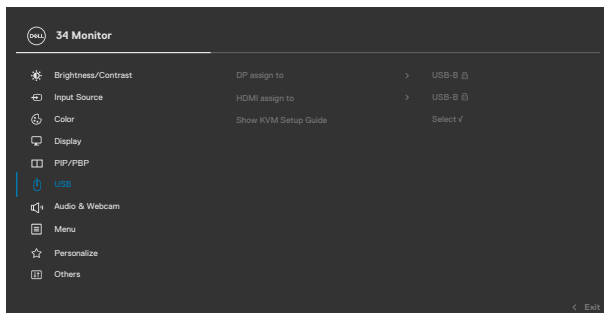 DELL 34 Monitor
Brightness/Contrast DP assign to > USB-B
Input Source HDMI assign to > USB-B
Color Show KVM Setup Guide Select √
Display
PIP/PBP
USB
Audio & Webcam
Menu
Personalize
Others
< Exit